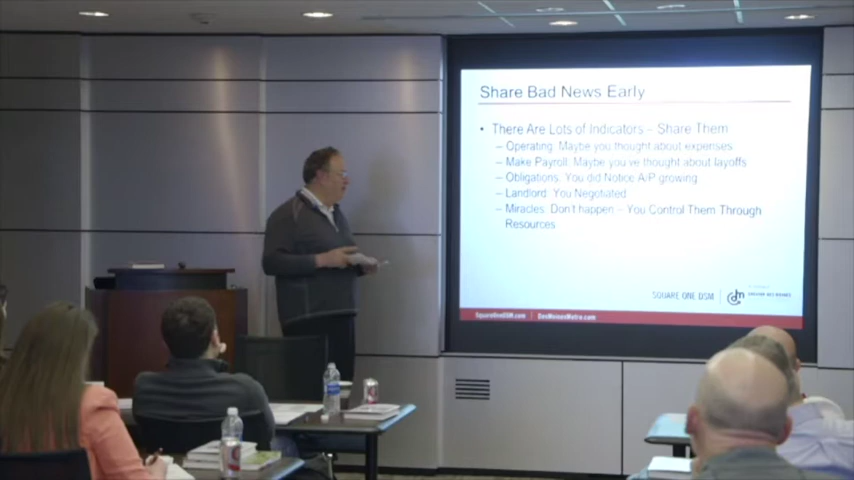 Share Bad News Early
• There Are Lots of Indicators – Share Them:
– Operating: Maybe you thought about expenses
– Make Payroll: Maybe you've thought about layoffs
– Obligations: You did Notice A/P growing
– Landlord: You Negotiated
– Miracles: Don't happen – You Control Them Through
Resources
SQUARE ONE DSM
SquareOneDSM.com | DesMoinesMetro.com